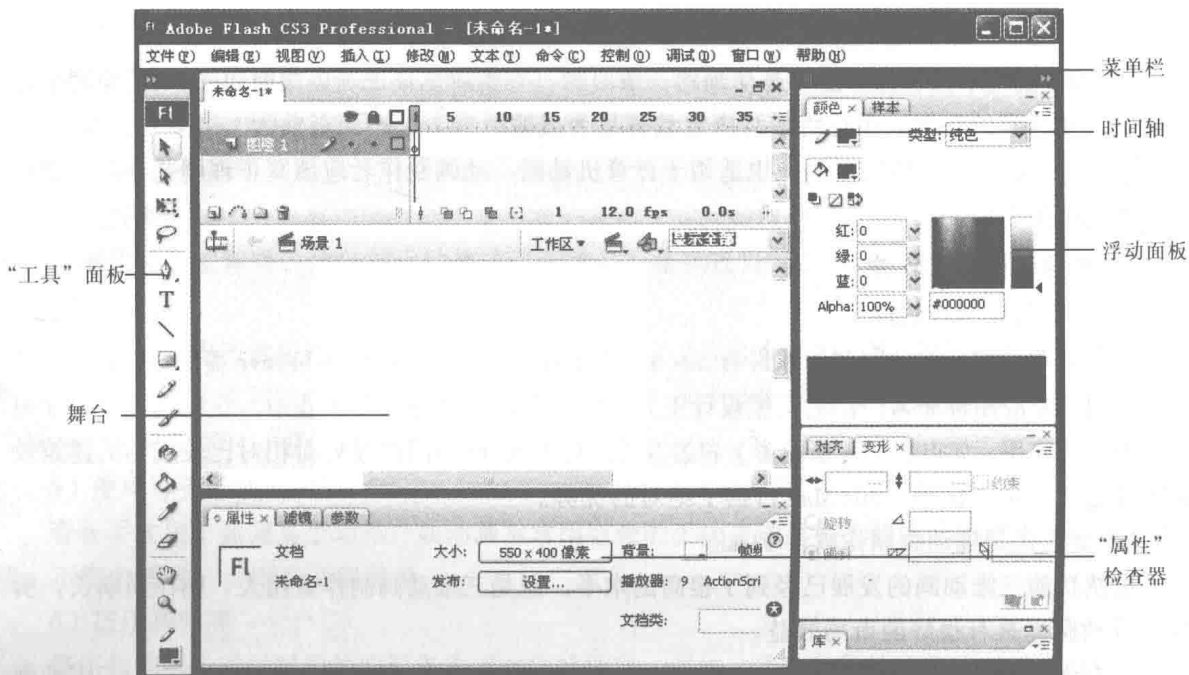 Fl Adobe Flash CS3 Professional - [未命名-1*]
文件(F) 编辑(E) 视图(V) 插入(I) 修改(M) 文本(T) 命令(C) 控制(O) 调试(D) 窗口(W) 帮助(H)
菜单栏
未命名-1*
Fl
1 5 10 15 20 25 30 35
图层 1
1 12.0 fps 0.0s
场景 1 工作区
颜色 样本
时间轴
类型: 纯色
红: 0
绿: 0
蓝: 0
Alpha: 100% #000000
浮动面板
“工具”面板
T
舞台
对齐 变形
约束
旋转
属性 滤镜 参数
Fl
文档 大小: 550 x 400 像素 背景: 帧频
未命名-1 发布: 设置... 播放器: ActionScri
文档类:
“属性”
检查器
库